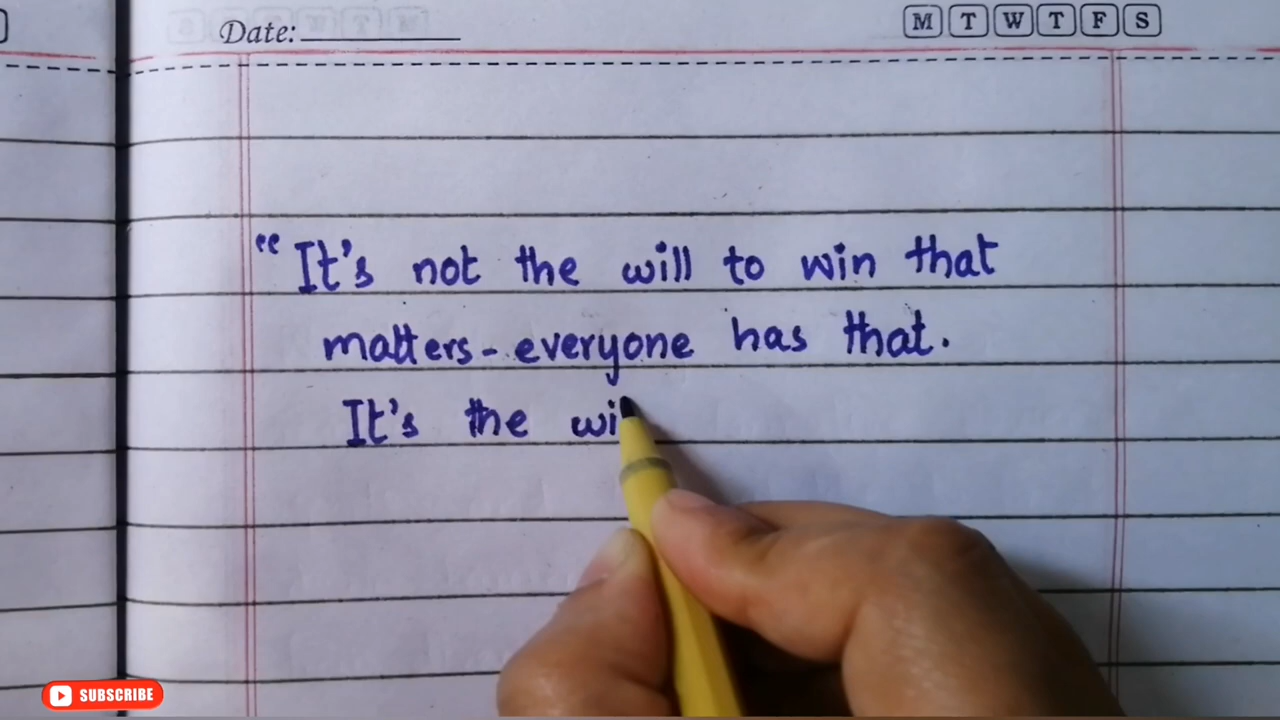 Date:
M T W T F S
“It's not the will to win that
matters - everyone has that.
It's the wi
SUBSCRIBE